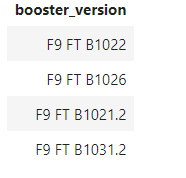 booster_version
F9 FT B1022
F9 FT B1026
F9 FT B1021.2
F9 FT B1031.2